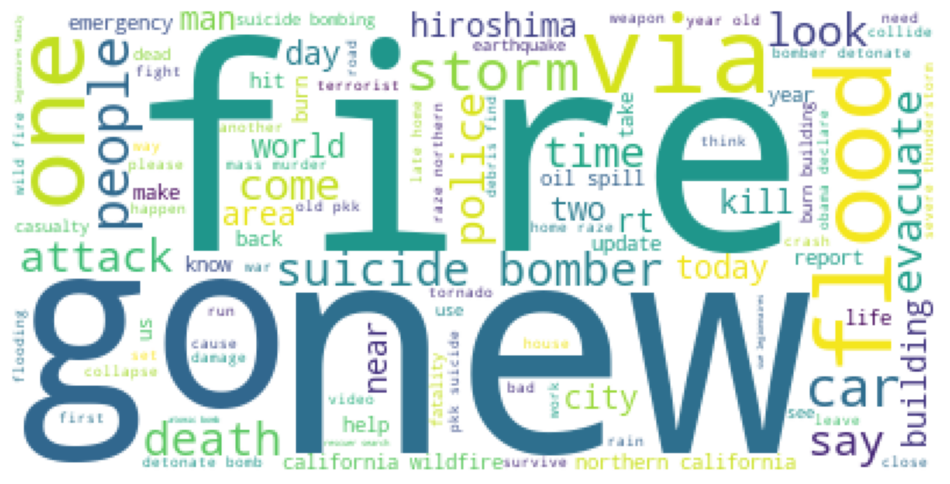 emergency
man
suicide bombing
hiroshima
weapon
year old
look
need
collide
wild fire legionnaires family
one
people
dead
fight
day
hit
road
terrorist
burn
earthquake
storm
via
bomber detonate
year
fire
flood
evacuate
severe thunderstorm
way
please
make
happen
another
world
mass murder
come
area
old pkk
back
late home
raze northern
police
debris find
take
time
oil spill
two
rt
home raze
update
think
kill
burn building
obama declare
crash
report
casualty
attack
know
war
suicide bomber
today
go
new
flooding
us
run
set
collapse
cause
damage
first
tornado
use
near
video
fatality
pkk suicide
bad
house
work
city
life
car
building
see
leave
say
close
atomic bomb
death
detonate bomb
help
rescuer search
california wildfire
survive
rain
northern california